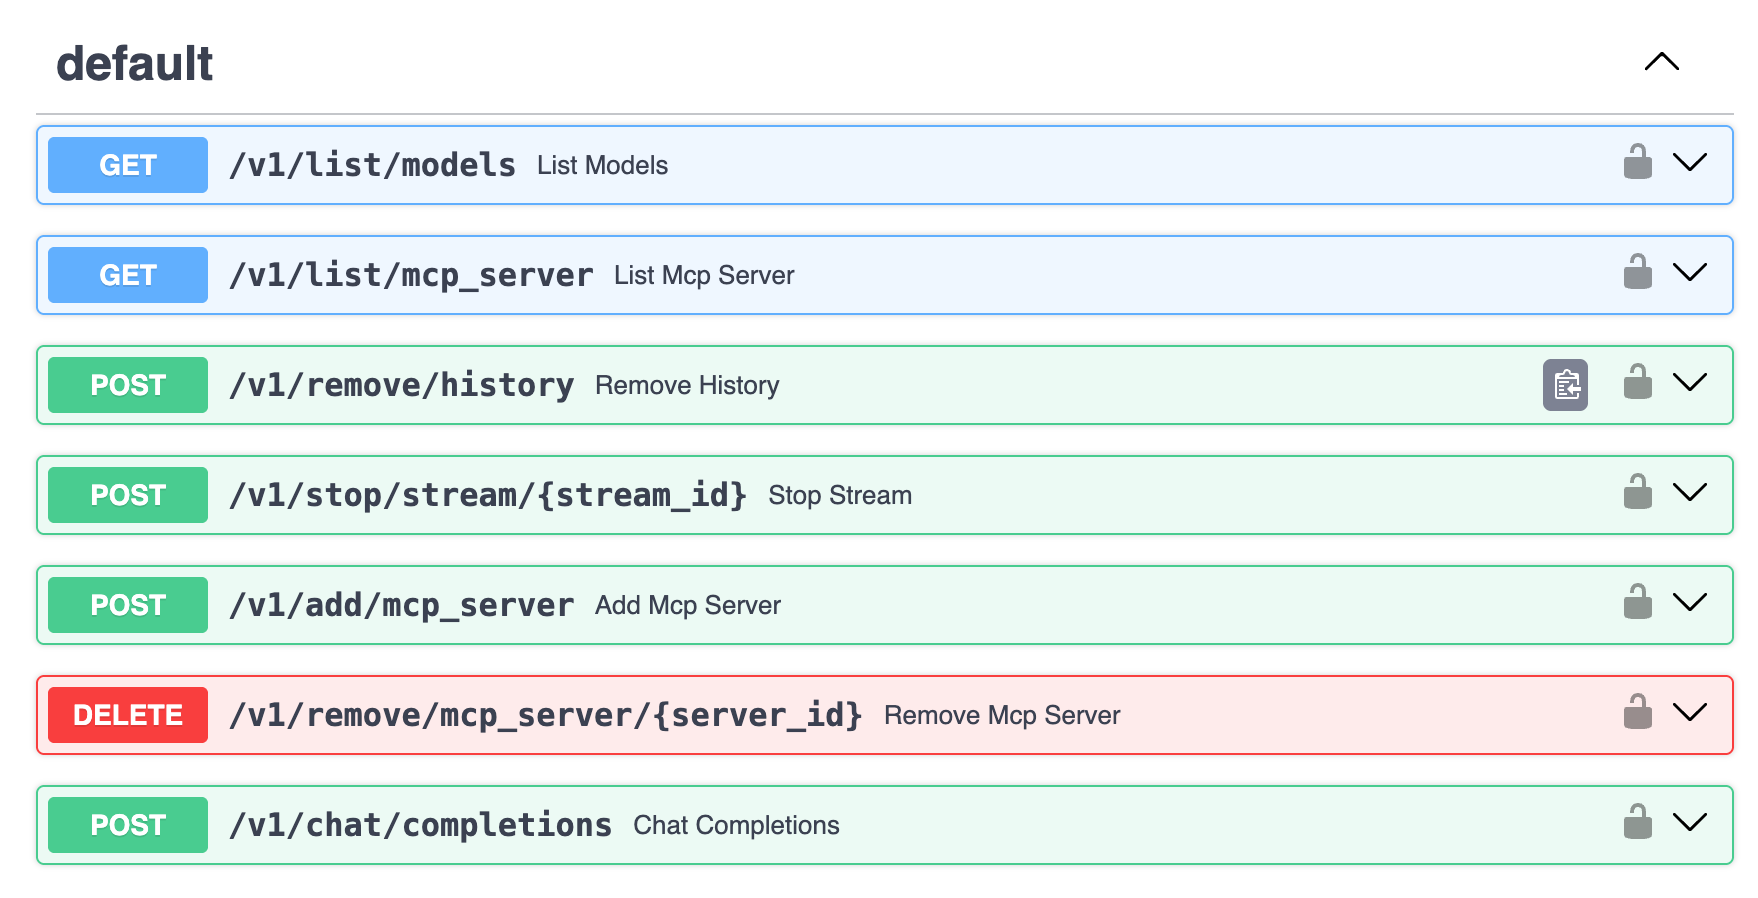 default
GET /v1/list/models List Models
GET /v1/list/mcp_server List Mcp Server
POST /v1/remove/history Remove History
POST /v1/stop/stream/{stream_id} Stop Stream
POST /v1/add/mcp_server Add Mcp Server
DELETE /v1/remove/mcp_server/{server_id} Remove Mcp Server
POST /v1/chat/completions Chat Completions